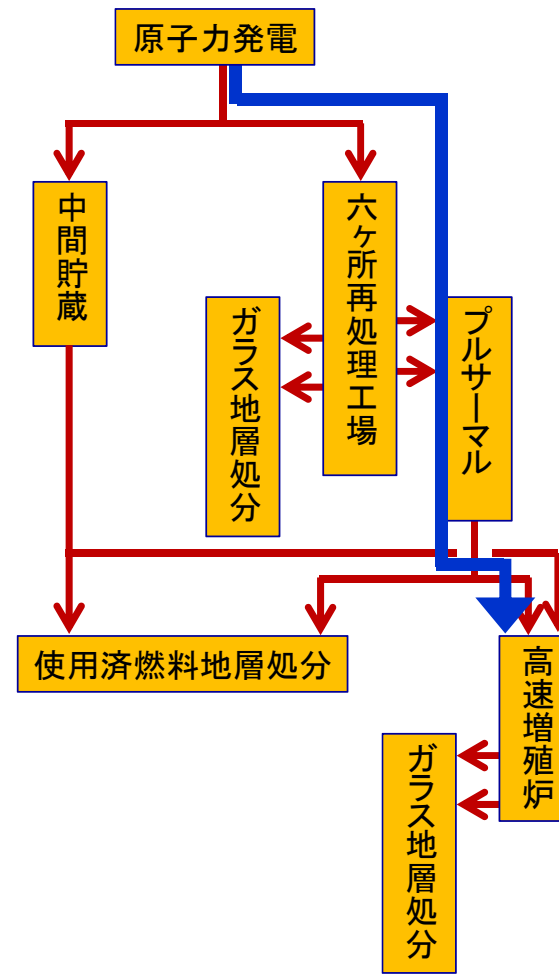 原子力発電
中間貯蔵
六ヶ所再処理工場
ガラス地層処分
プルサーマル
使用済燃料地層処分
高速増殖炉
ガラス地層処分